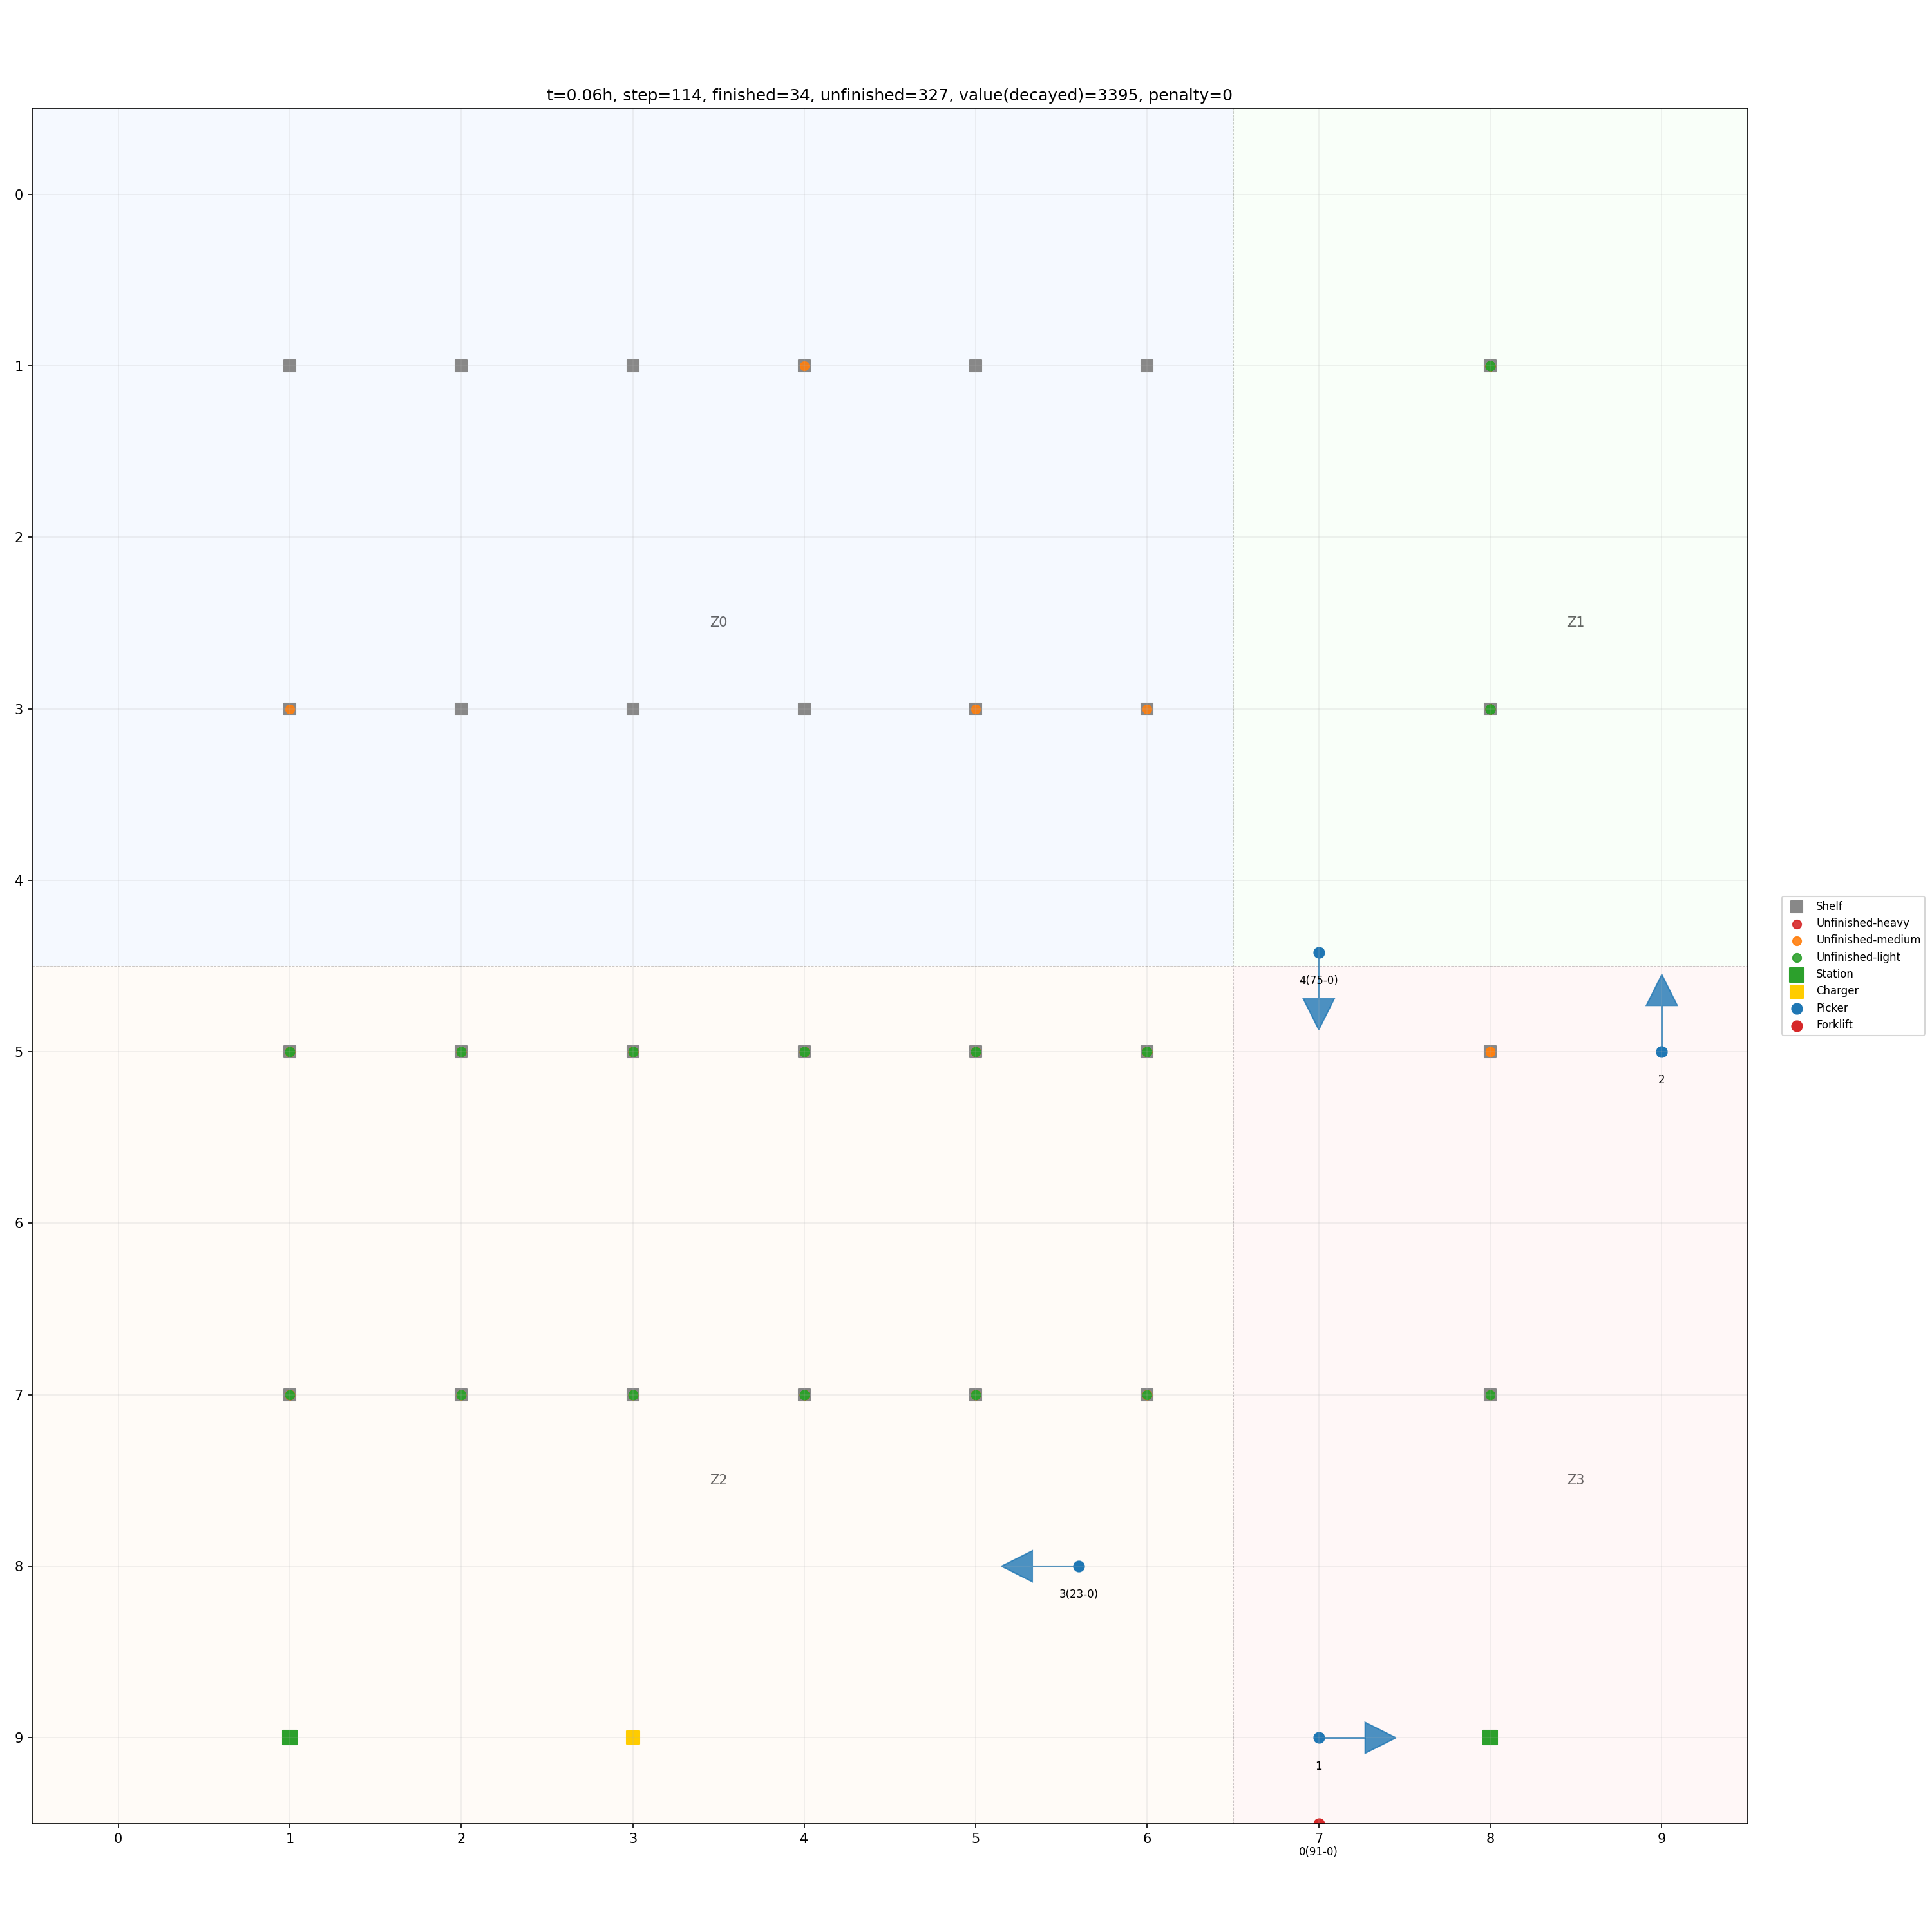 t=0.06h, step=114, finished=34, unfinished=327, value(decayed)=3395, penalty=0
0
1
2
Z0
Z1
3
4
Shelf
Unfinished-heavy
Unfinished-medium
Unfinished-light
Station
Charger
Picker
Forklift
4(75-0)
5
2
6
7
Z2
Z3
8
3(23-0)
9
1
0 1 2 3 4 5 6 7 8 9
0(91-0)